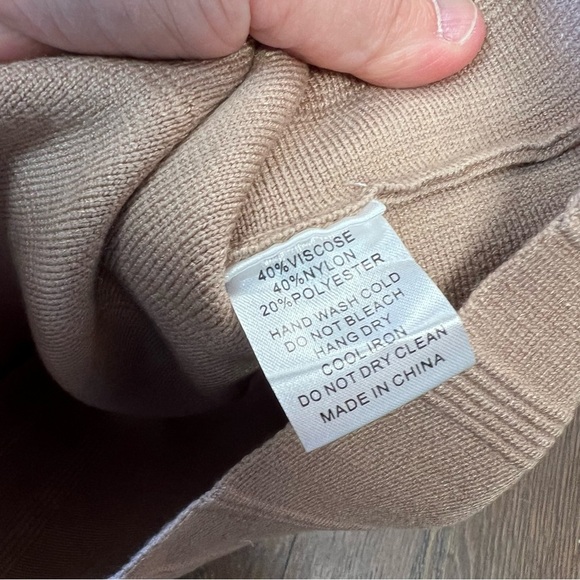 40%VISCOSE
40%NYLON
20%POLYESTER
HAND WASH COLD
DO NOT BLEACH
HANG DRY
COOL IRON
DO NOT DRY CLEAN
MADE IN CHINA